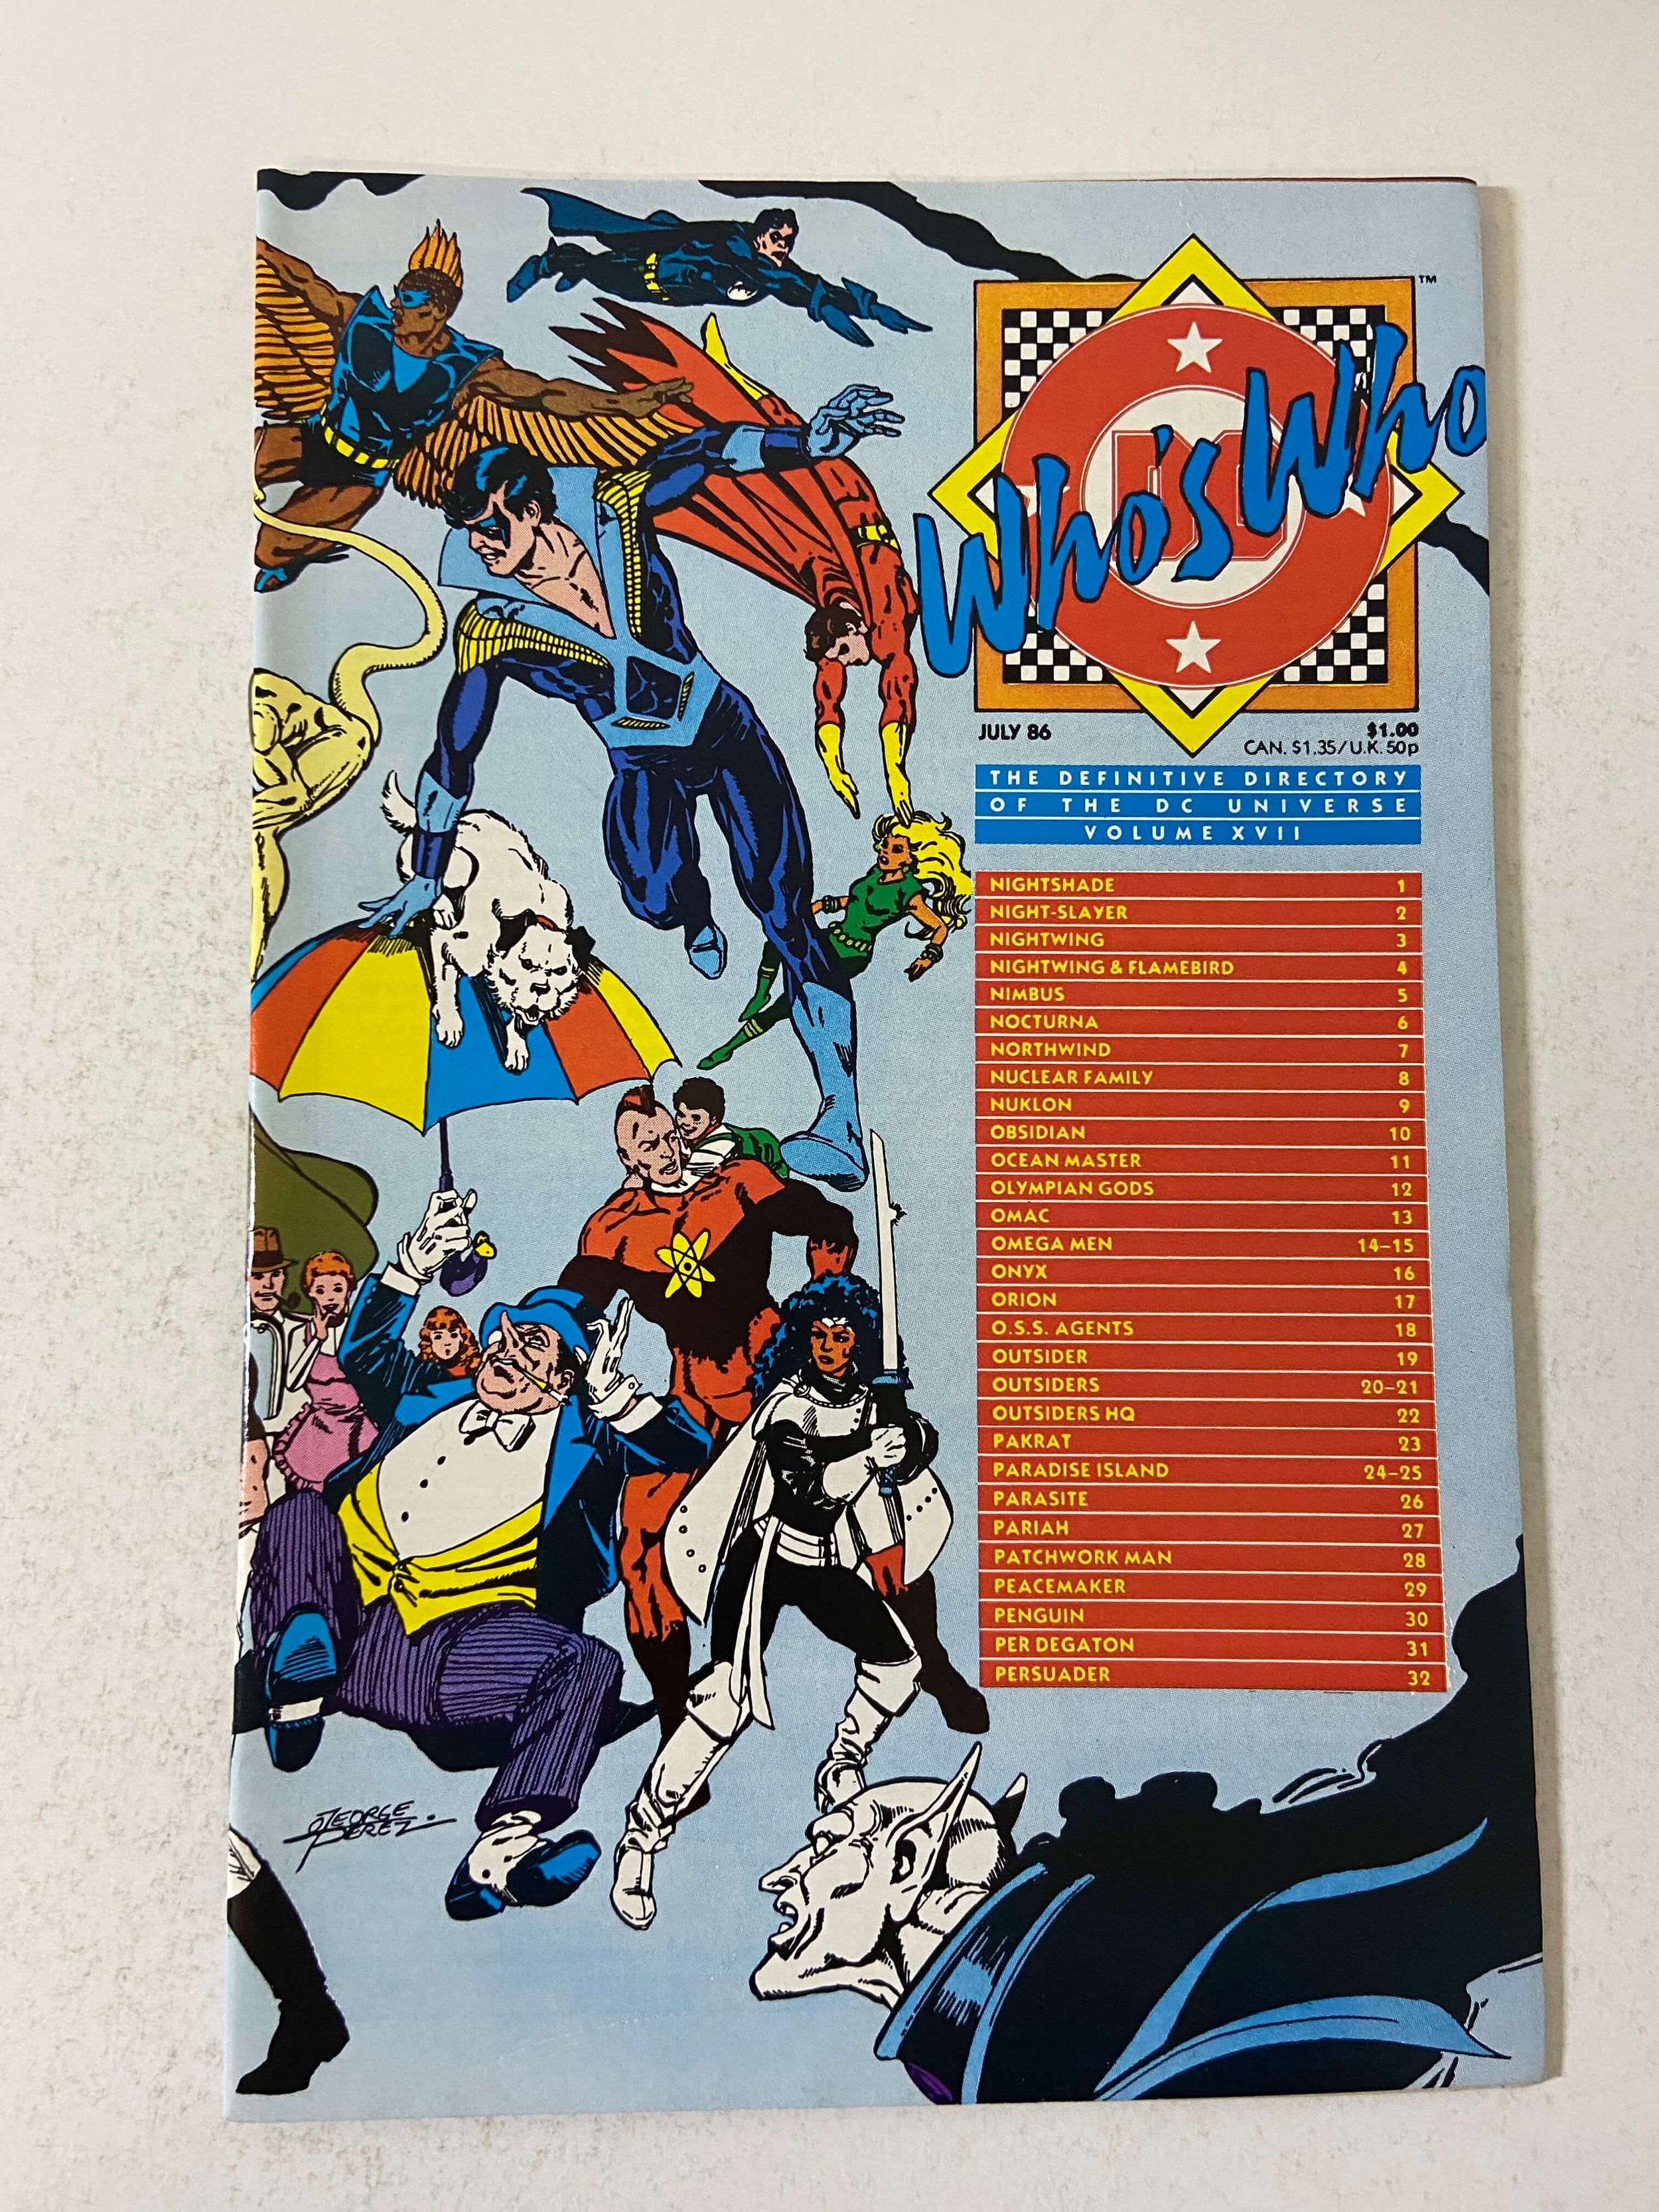 DC
Who's Who
TM
JULY 86
$1.00
CAN. $1.35/U.K. 50p
THE DEFINITIVE DIRECTORY
OF THE DC UNIVERSE
VOLUME XVII
NIGHTSHADE 1
NIGHT-SLAYER 2
NIGHTWING 3
NIGHTWING & FLAMEBIRD 4
NIMBUS 5
NOCTURNA 6
NORTHWIND 7
NUCLEAR FAMILY 8
NUKLON 9
OBSIDIAN 10
OCEAN MASTER 11
OLYMPIAN GODS 12
OMAC 13
OMEGA MEN 14-15
ONYX 16
ORION 17
O.S.S. AGENTS 18
OUTSIDER 19
OUTSIDERS 20-21
OUTSIDERS HQ 22
PAKRAT 23
PARADISE ISLAND 24-25
PARASITE 26
PARIAH 27
PATCHWORK MAN 28
PEACEMAKER 29
PENGUIN 30
PER DEGATON 31
PERSUADER 32
GEORGE
PEREZ